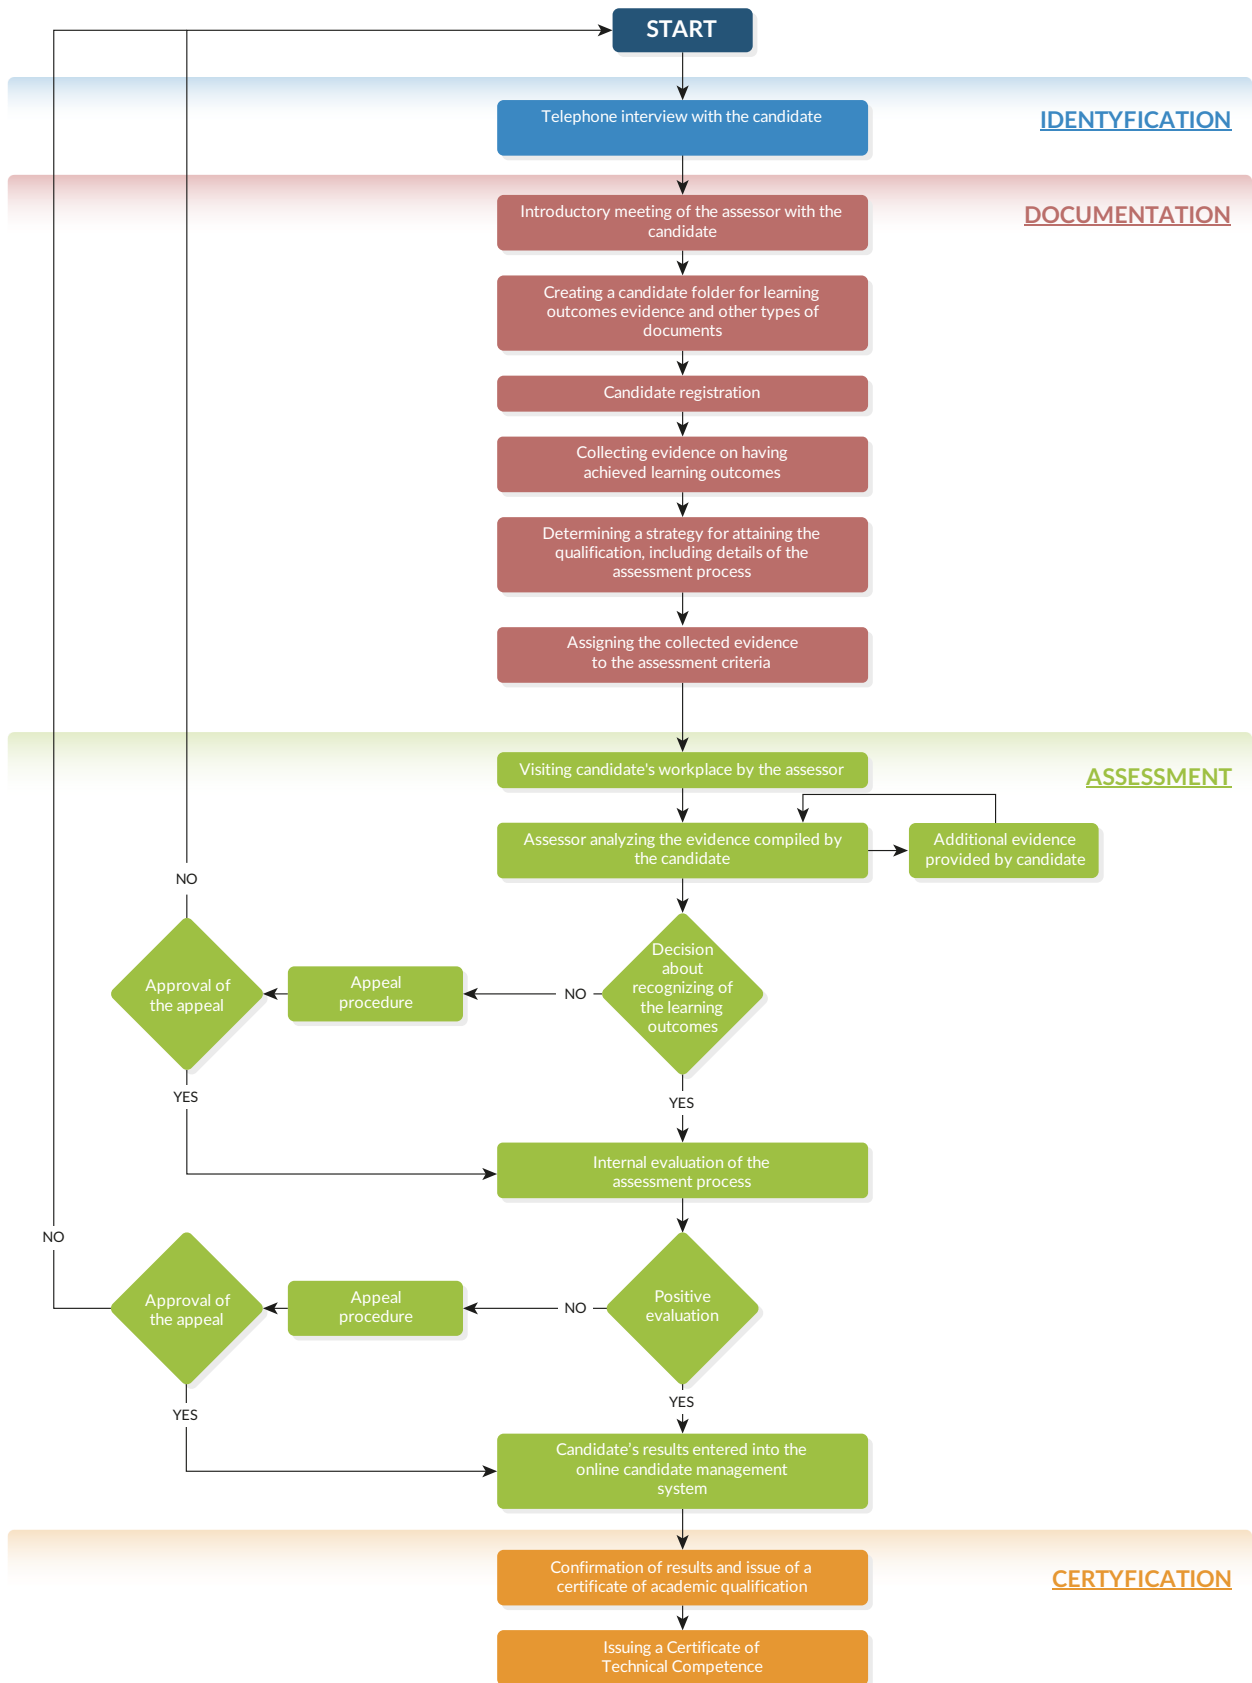 START
IDENTYFICATION
Telephone interview with the candidate
DOCUMENTATION
Introductory meeting of the assessor with the
candidate
Creating a candidate folder for learning
outcomes evidence and other types of
documents
Candidate registration
Collecting evidence on having
achieved learning outcomes
Determining a strategy for attaining the
qualification, including details of the
assessment process
Assigning the collected evidence
to the assessment criteria
ASSESSMENT
Visiting candidate's workplace by the assessor
Assessor analyzing the evidence compiled by
the candidate
Additional evidence
provided by candidate
NO
Decision
about
recognizing of
the learning
outcomes
NO
Appeal
procedure
Approval of
the appeal
YES
YES
Internal evaluation of the
assessment process
NO
Positive
evaluation
NO
Appeal
procedure
Approval of
the appeal
YES
YES
Candidate's results entered into the
online candidate management
system
CERTYFICATION
Confirmation of results and issue of a
certificate of academic qualification
Issuing a Certificate of
Technical Competence